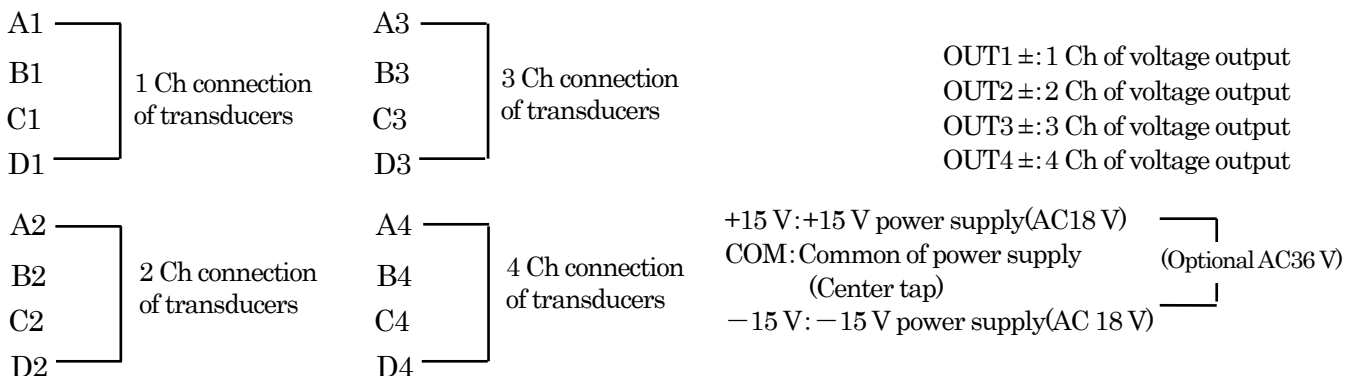 A1
B1
C1
D1
1 Ch connection
of transducers
A3
B3
C3
D3
3 Ch connection
of transducers
OUT1 ±: 1 Ch of voltage output
OUT2 ±: 2 Ch of voltage output
OUT3 ±: 3 Ch of voltage output
OUT4 ±: 4 Ch of voltage output
A2
B2
C2
D2
2 Ch connection
of transducers
A4
B4
C4
D4
4 Ch connection
of transducers
+15 V: +15 V power supply(AC18 V)
COM: Common of power supply
(Center tap)
−15 V: −15 V power supply(AC 18 V)
(Optional AC36 V)